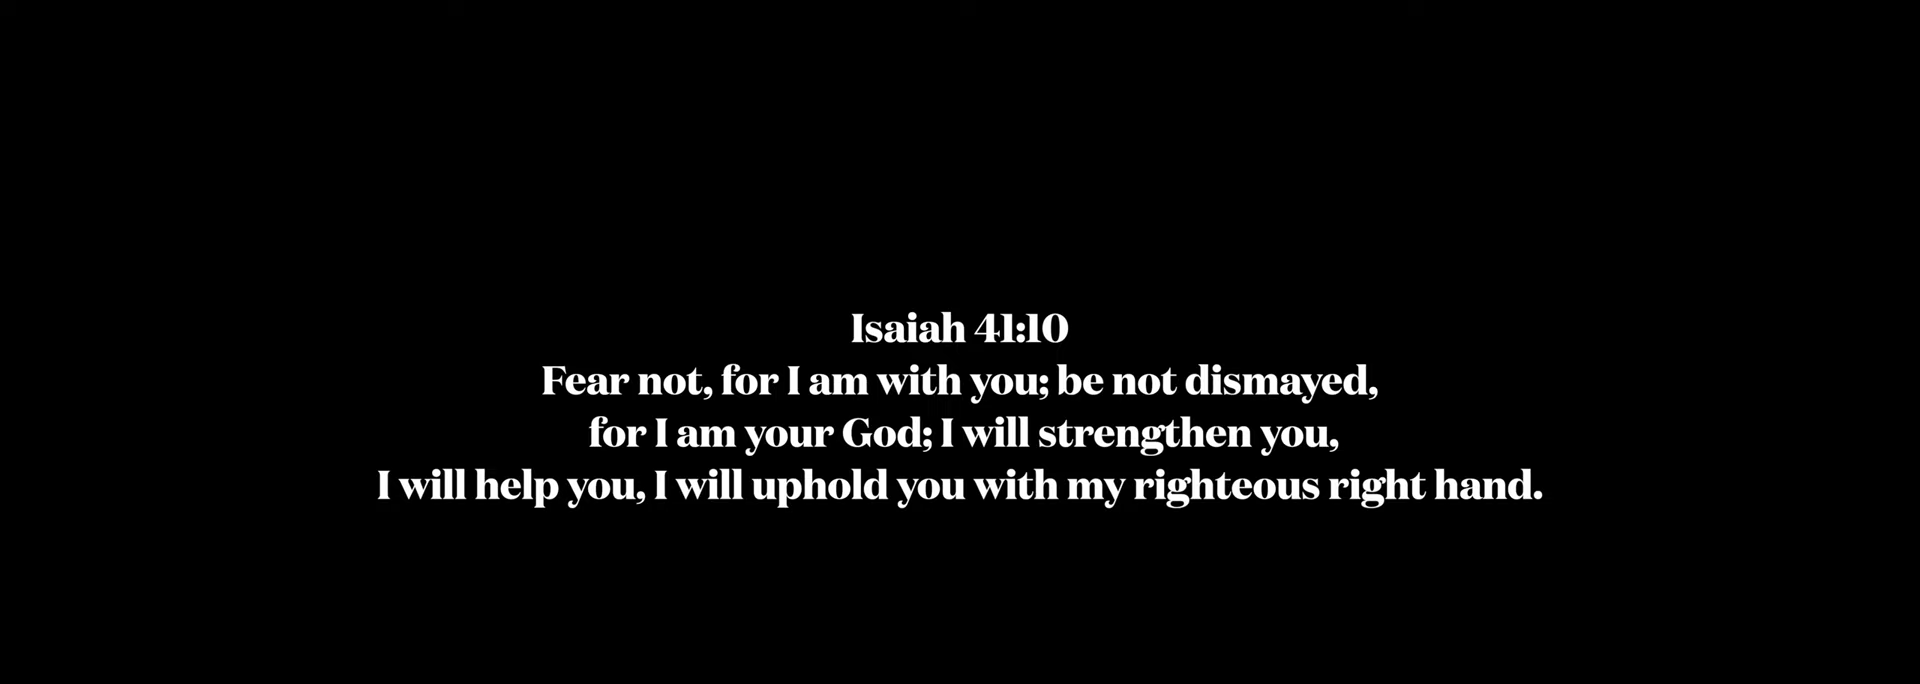 Isaiah 41:10
Fear not, for I am with you; be not dismayed,
for I am your God; I will strengthen you,
I will help you, I will uphold you with my righteous right hand.